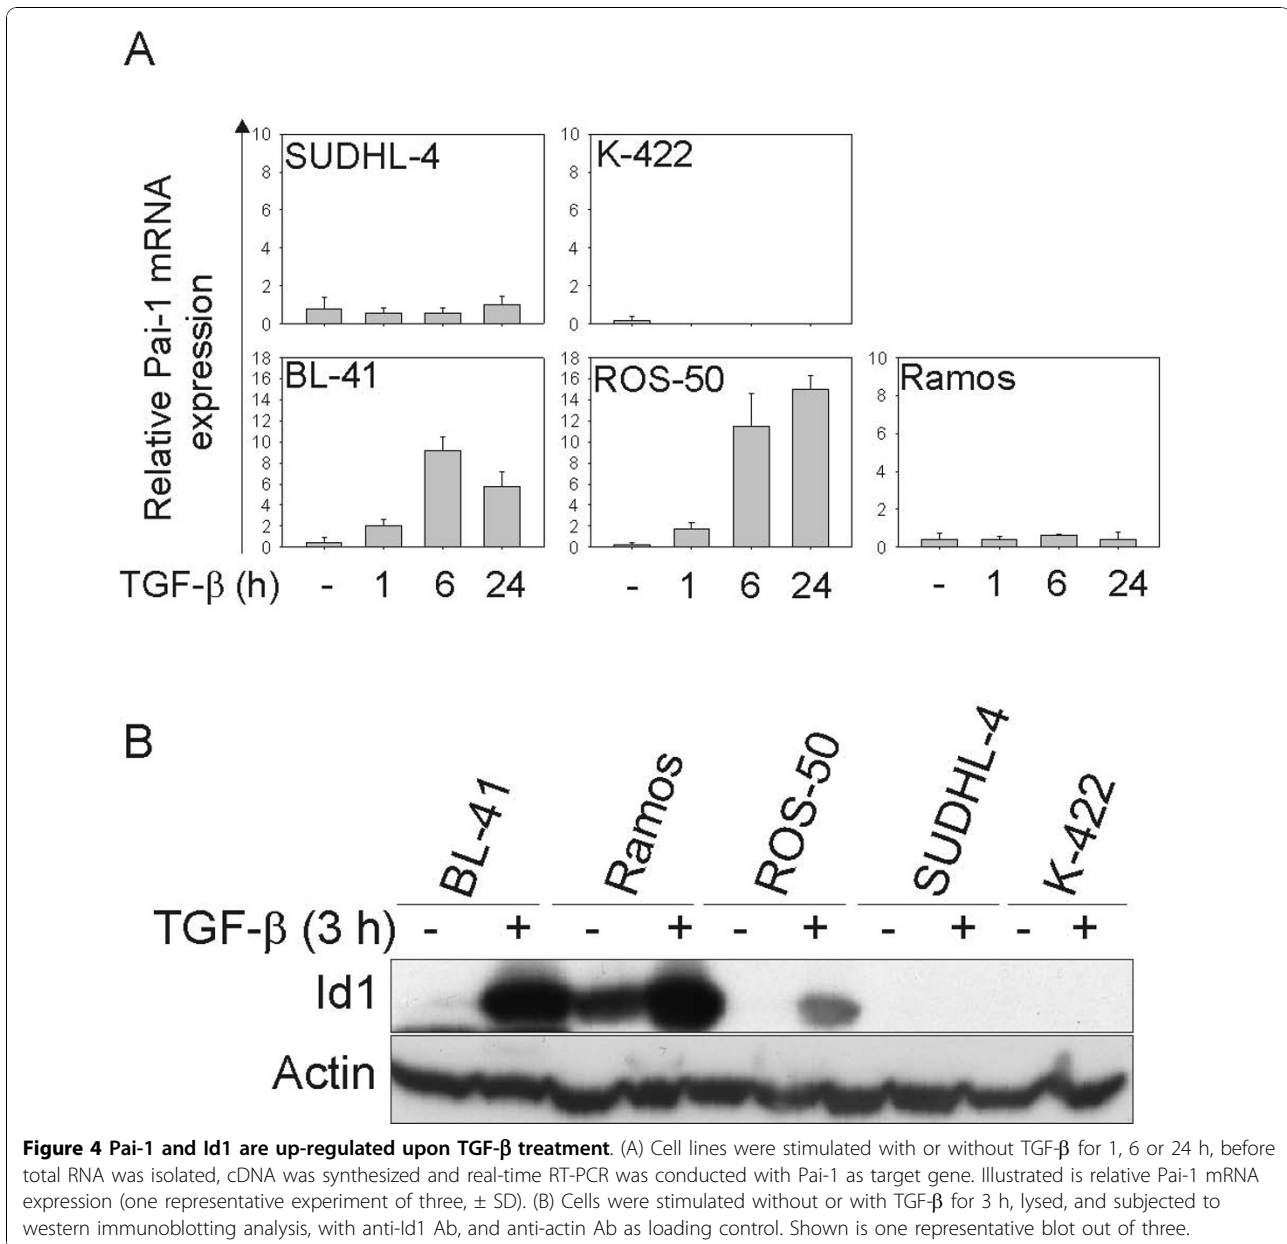 A
Relative Pai-1 mRNA
expression
10
8
6
4
2
0
SUDHL-4
10
8
6
4
2
0
K-422
18
16
14
12
10
8
6
4
2
0
BL-41
18
16
14
12
10
8
6
4
2
0
ROS-50
10
8
6
4
2
0
Ramos
TGF-β (h) - 1 6 24 - 1 6 24 - 1 6 24
B
BL-41 Ramos ROS-50 SUDHL-4 K-422
TGF-β (3 h) - + - + - + - + - +
Id1
Actin
Figure 4 Pai-1 and Id1 are up-regulated upon TGF-β treatment. (A) Cell lines were stimulated with or without TGF-β for 1, 6 or 24 h, before
total RNA was isolated, cDNA was synthesized and real-time RT-PCR was conducted with Pai-1 as target gene. Illustrated is relative Pai-1 mRNA
expression (one representative experiment of three, ± SD). (B) Cells were stimulated without or with TGF-β for 3 h, lysed, and subjected to
western immunoblotting analysis, with anti-Id1 Ab, and anti-actin Ab as loading control. Shown is one representative blot out of three.